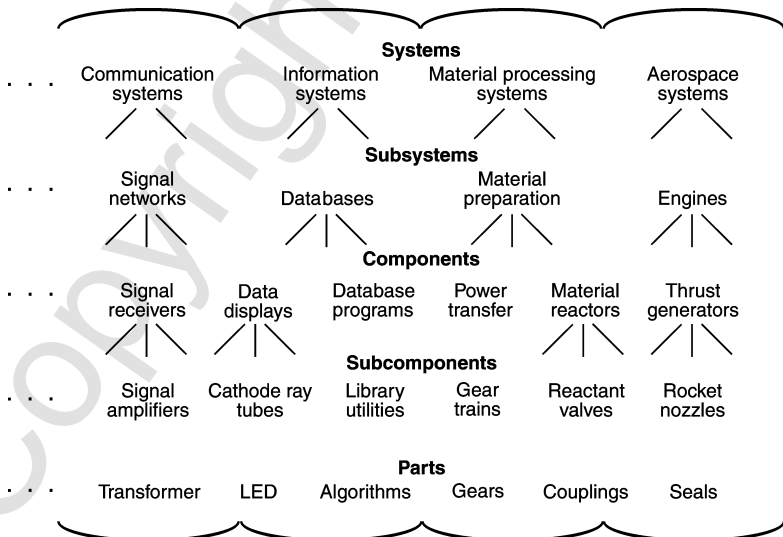 Systems
Communication systems Information systems Material processing systems Aerospace systems
Subsystems
Signal networks Databases Material preparation Engines
Components
Signal receivers Data displays Database programs Power transfer Material reactors Thrust generators
Subcomponents
Signal amplifiers Cathode ray tubes Library utilities Gear trains Reactant valves Rocket nozzles
Parts
Transformer LED Algorithms Gears Couplings Seals
Copyrigh